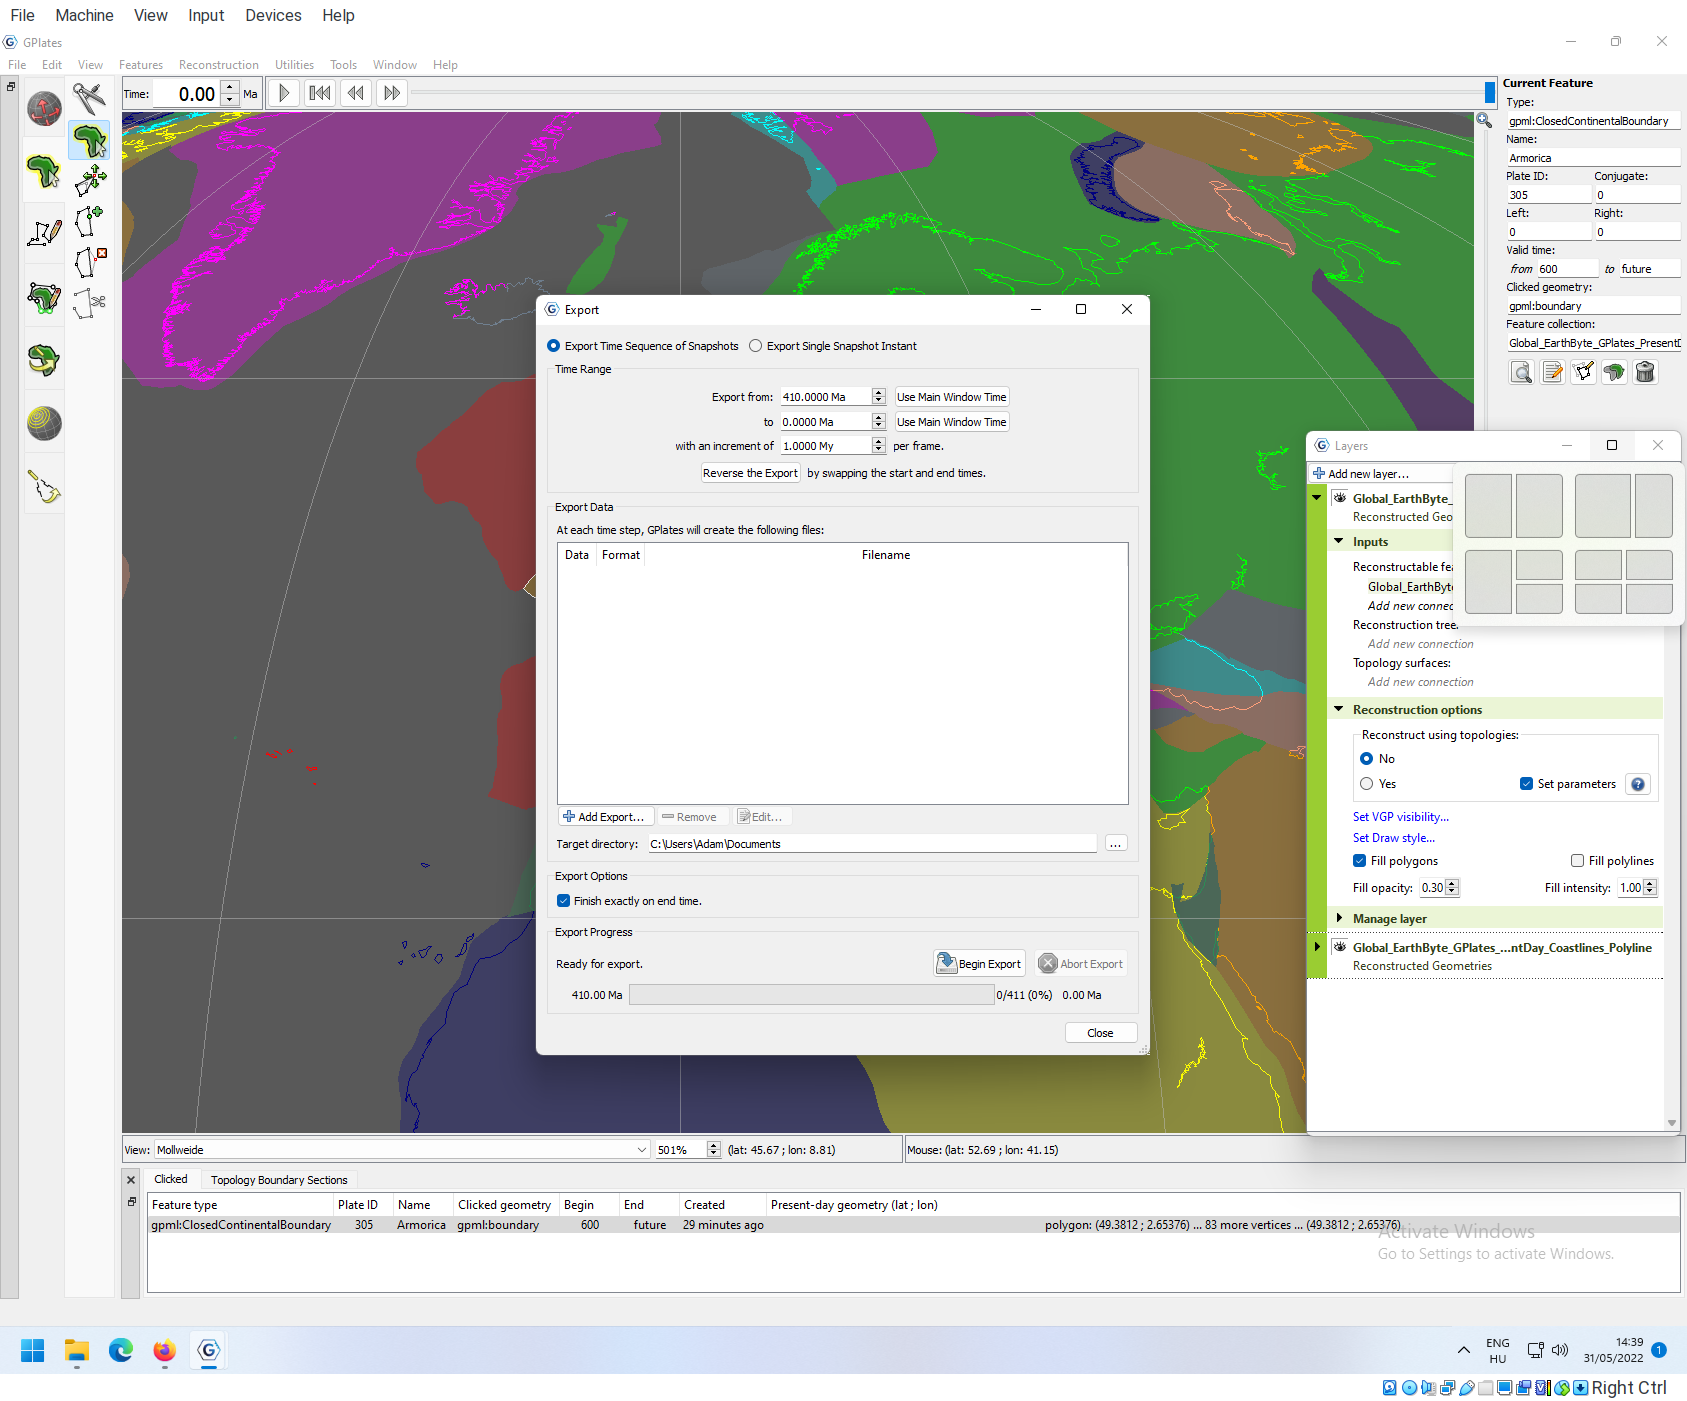 File Machine View Input Devices Help
GPlates
File Edit View Features Reconstruction Utilities Tools Window Help
Time: 0.00 Ma
Current Feature
Type:
gpml:ClosedContinentalBoundary
Name:
Armorica
Plate ID: Conjugate:
305 0
Left: Right:
0 0
Valid time:
from 600 to future
Clicked geometry:
gpml:boundary
Feature collection:
Global_EarthByte_GPlates_PresentD
Export
Export Time Sequence of Snapshots Export Single Snapshot Instant
Time Range
Export from: 410.0000 Ma Use Main Window Time
to 0.0000 Ma Use Main Window Time
with an increment of 1.0000 My per frame.
Reverse the Export by swapping the start and end times.
Export Data
At each time step, GPlates will create the following files:
Data Format Filename
Add Export... Remove Edit...
Target directory: C:\Users\Adam\Documents ...
Export Options
Finish exactly on end time.
Export Progress
Ready for export. Begin Export Abort Export
410.00 Ma 0/411 (0%) 0.00 Ma
Close
Layers
Add new layer...
Global_EarthByte_
Reconstructed Geo
Inputs
Reconstructable fea
Global_EarthByte
Add new connec
Reconstruction tree:
Add new connection
Topology surfaces:
Add new connection
Reconstruction options
Reconstruct using topologies:
No
Yes Set parameters ?
Set VGP visibility...
Set Draw style...
Fill polygons Fill polylines
Fill opacity: 0.30 Fill intensity: 1.00
Manage layer
Global_EarthByte_GPlates_...ntDay_Coastlines_Polyline
Reconstructed Geometries
View: Mollweide 501% (lat: 45.67 ; lon: 8.81) Mouse: (lat: 52.69 ; lon: 41.15)
Clicked Topology Boundary Sections
Feature type Plate ID Name Clicked geometry Begin End Created Present-day geometry (lat ; lon)
gpml:ClosedContinentalBoundary 305 Armorica gpml:boundary 600 future 29 minutes ago polygon: (49.3812 ; 2.65376) ... 83 more vertices ... (49.3812 ; 2.65376)
Activate Windows
Go to Settings to activate Windows.
ENG
HU
14:39
31/05/2022
1
Right Ctrl